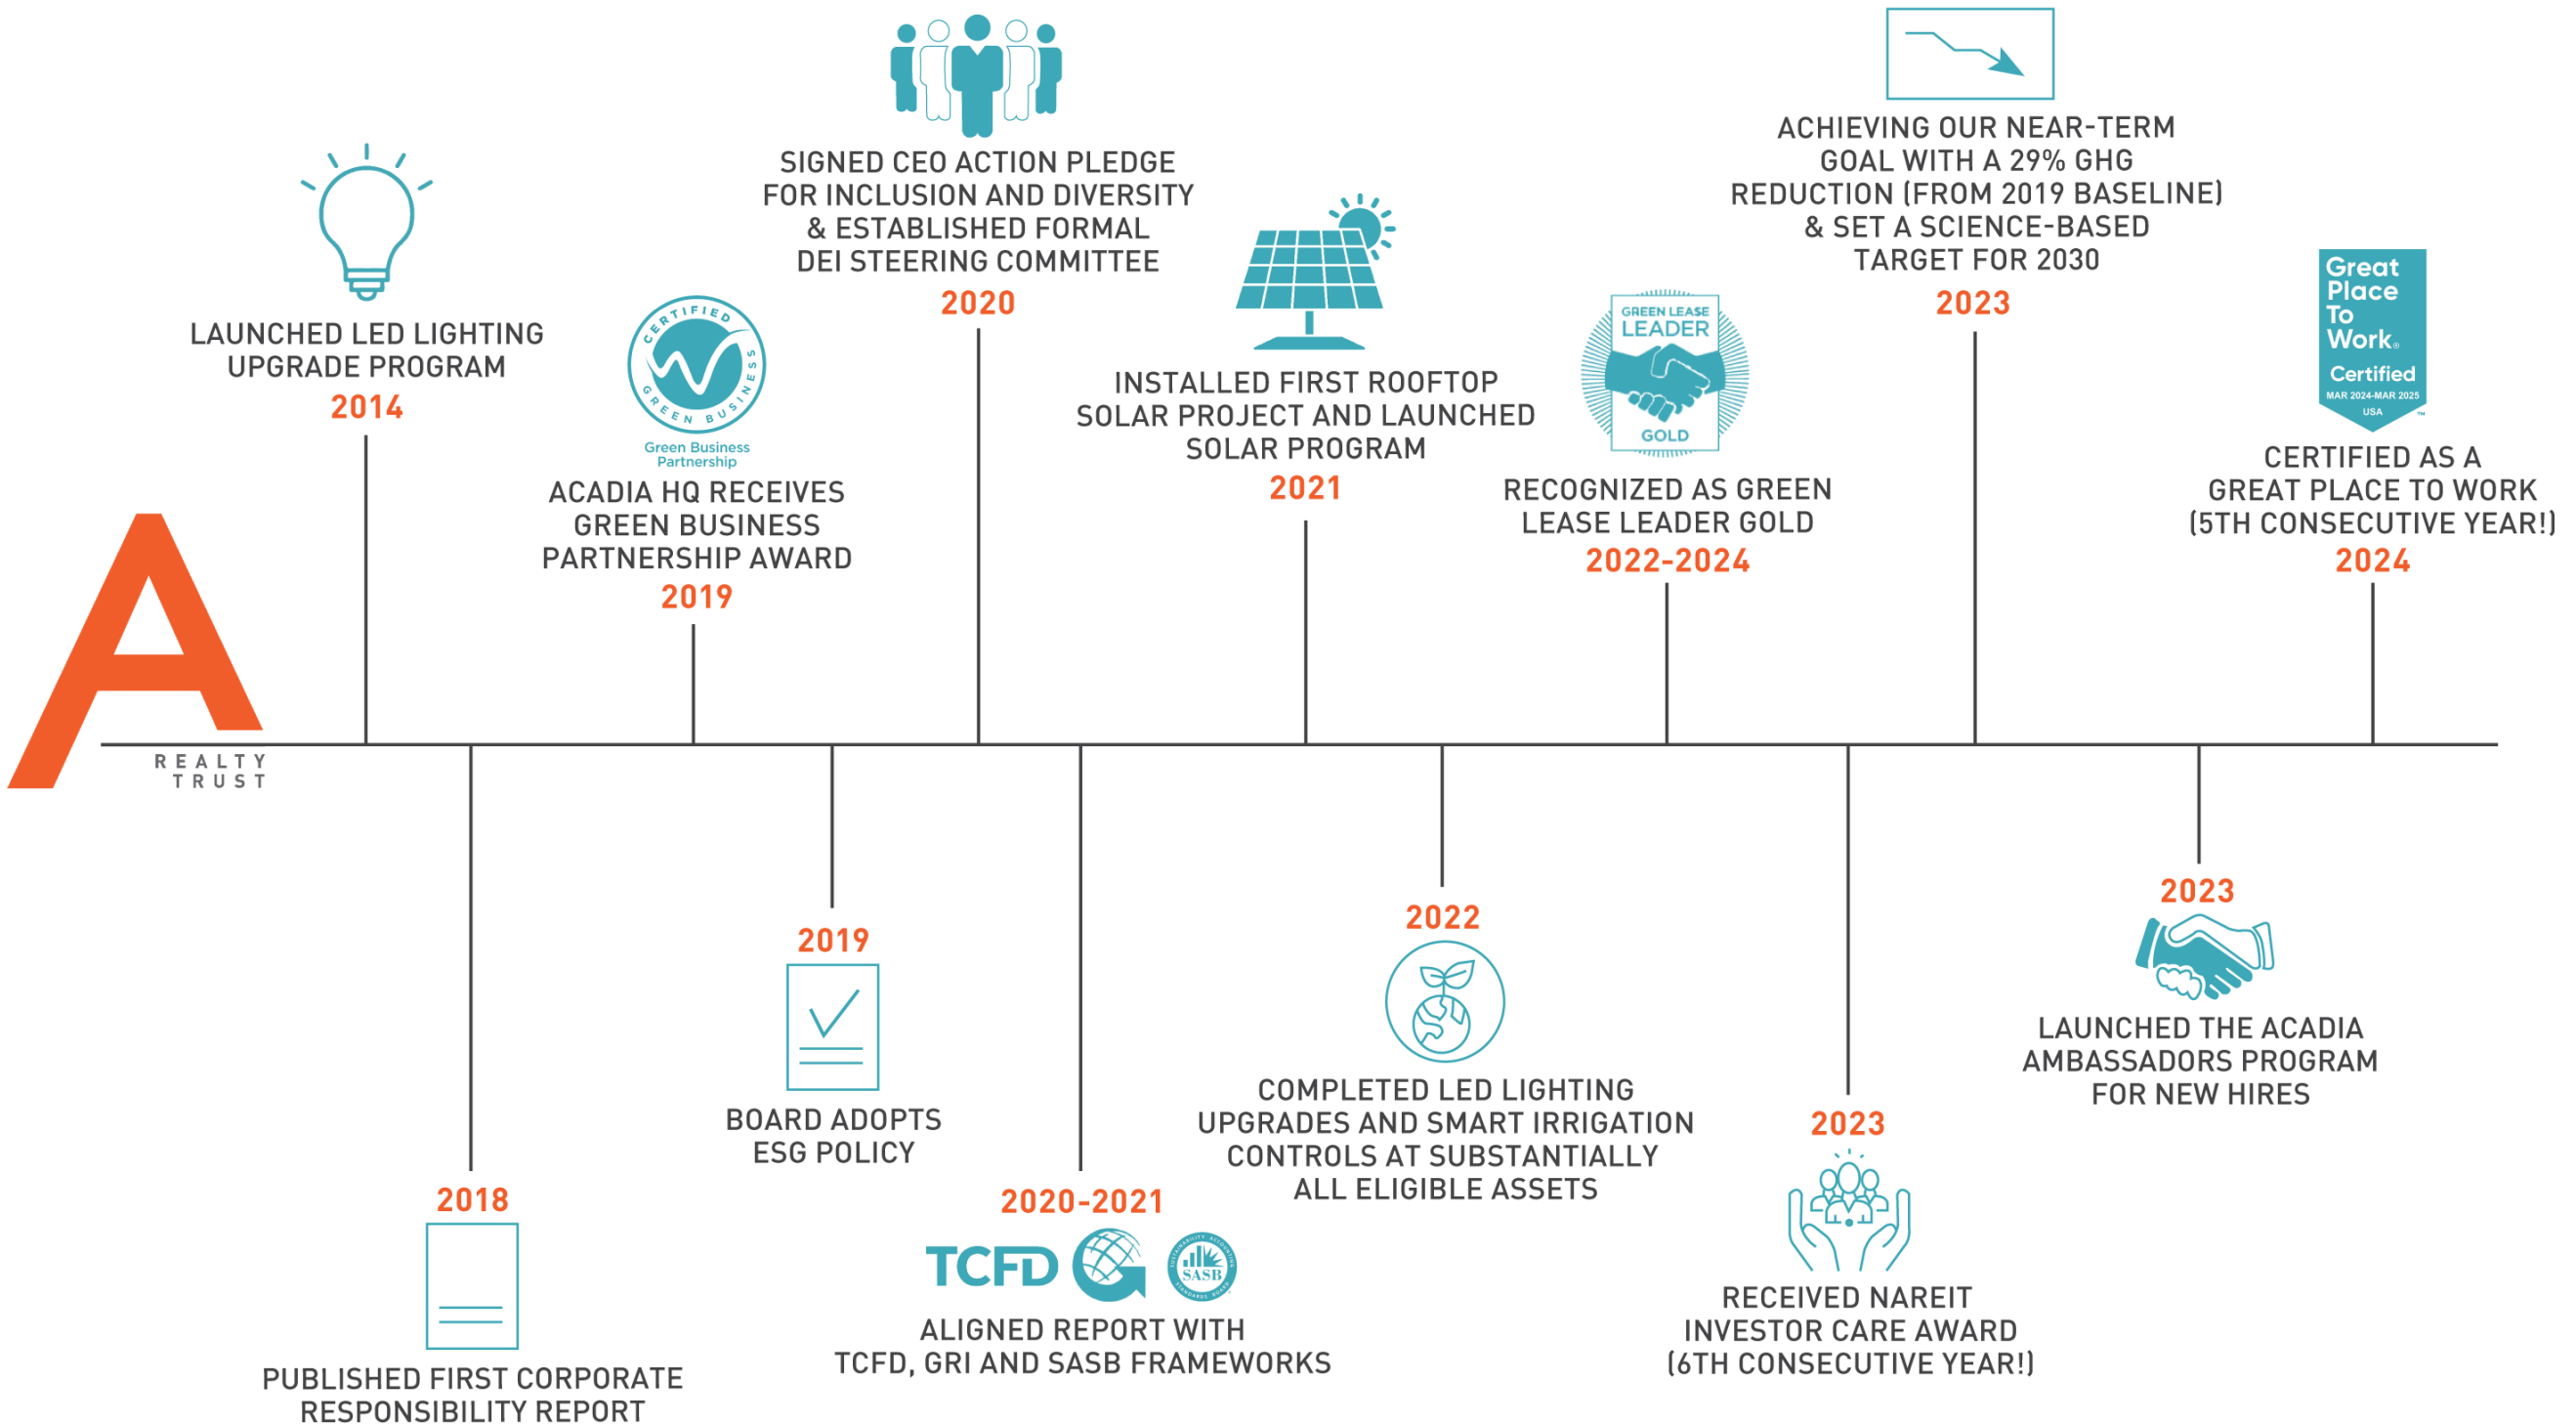 LAUNCHED LED LIGHTING
UPGRADE PROGRAM
2014
CERTIFIED
GREEN BUSINESS
Green Business
Partnership
ACADIA HQ RECEIVES
GREEN BUSINESS
PARTNERSHIP AWARD
2019
SIGNED CEO ACTION PLEDGE
FOR INCLUSION AND DIVERSITY
& ESTABLISHED FORMAL
DEI STEERING COMMITTEE
2020
INSTALLED FIRST ROOFTOP
SOLAR PROJECT AND LAUNCHED
SOLAR PROGRAM
2021
GREEN LEASE
LEADER
GOLD
RECOGNIZED AS GREEN
LEASE LEADER GOLD
2022-2024
ACHIEVING OUR NEAR-TERM
GOAL WITH A 29% GHG
REDUCTION (FROM 2019 BASELINE)
& SET A SCIENCE-BASED
TARGET FOR 2030
2023
Great
Place
To
Work®
Certified
MAR 2024-MAR 2025
USA
™
CERTIFIED AS A
GREAT PLACE TO WORK
(5TH CONSECUTIVE YEAR!)
2024
A
REALTY
TRUST
2018
PUBLISHED FIRST CORPORATE
RESPONSIBILITY REPORT
2019
BOARD ADOPTS
ESG POLICY
2020-2021
TCFD
SUSTAINABILITY ACCOUNTING
SASB
STANDARDS BOARD
ALIGNED REPORT WITH
TCFD, GRI AND SASB FRAMEWORKS
2022
COMPLETED LED LIGHTING
UPGRADES AND SMART IRRIGATION
CONTROLS AT SUBSTANTIALLY
ALL ELIGIBLE ASSETS
2023
RECEIVED NAREIT
INVESTOR CARE AWARD
(6TH CONSECUTIVE YEAR!)
2023
LAUNCHED THE ACADIA
AMBASSADORS PROGRAM
FOR NEW HIRES